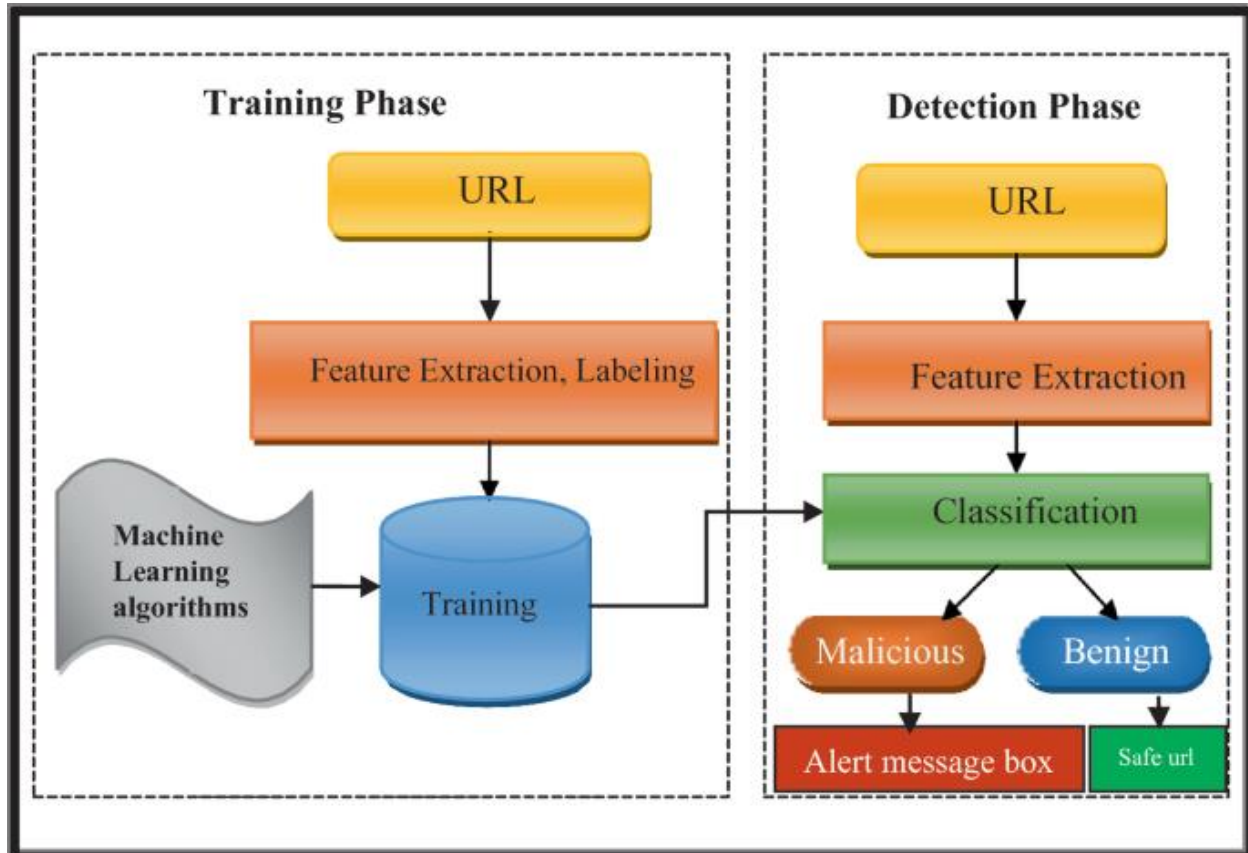 Training Phase
URL
Feature Extraction, Labeling
Machine
Learning
algorithms
Training
Detection Phase
URL
Feature Extraction
Classification
Malicious
Benign
Alert message box
Safe url